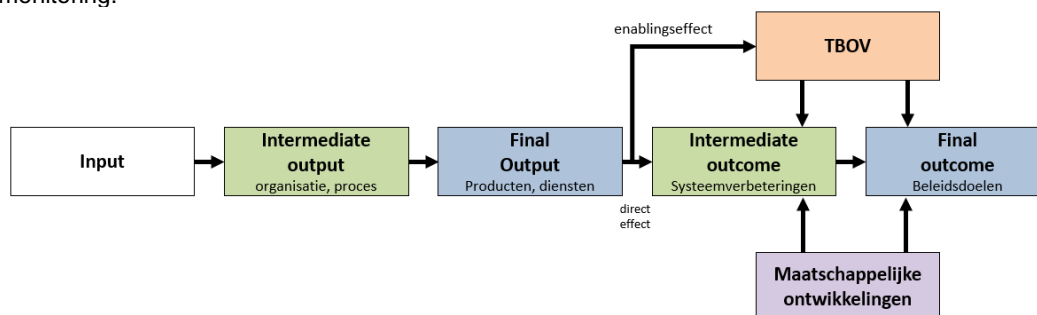 monitoring.
enablingseffect
TBOV
Input
Intermediate
output
organisatie, proces
Final
Output
Producten, diensten
Intermediate
outcome
Systeemverbeteringen
Final
outcome
Beleidsdoelen
direct
effect
Maatschappelijke
ontwikkelingen